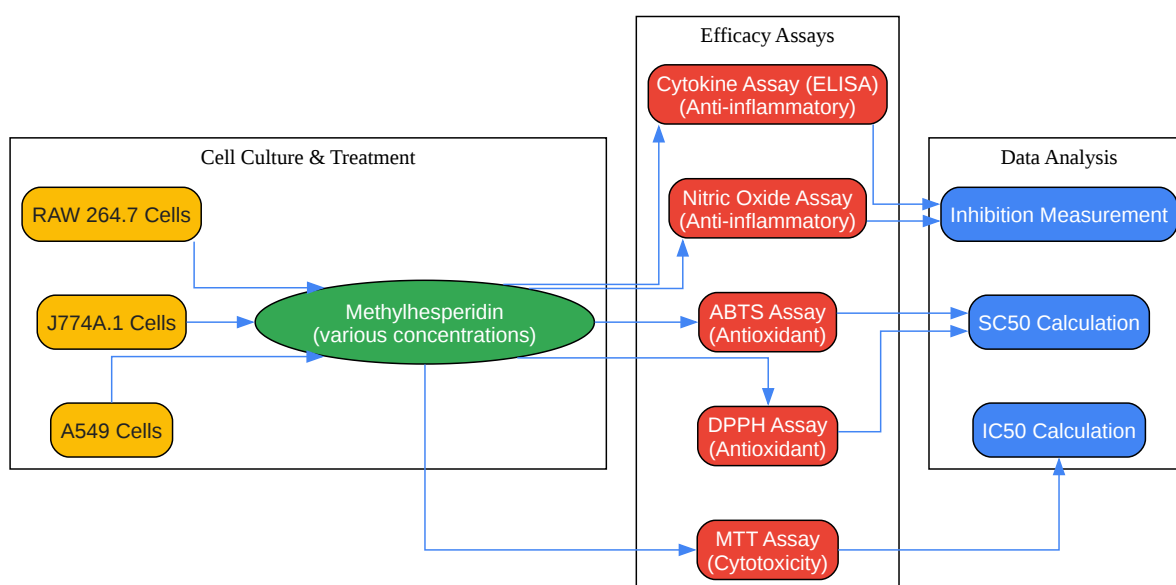 Cell Culture & Treatment
RAW 264.7 Cells
J774A.1 Cells
A549 Cells
Methylhesperidin
(various concentrations)
Efficacy Assays
Cytokine Assay (ELISA)
(Anti-inflammatory)
Nitric Oxide Assay
(Anti-inflammatory)
ABTS Assay
(Antioxidant)
DPPH Assay
(Antioxidant)
MTT Assay
(Cytotoxicity)
Data Analysis
Inhibition Measurement
SC50 Calculation
IC50 Calculation